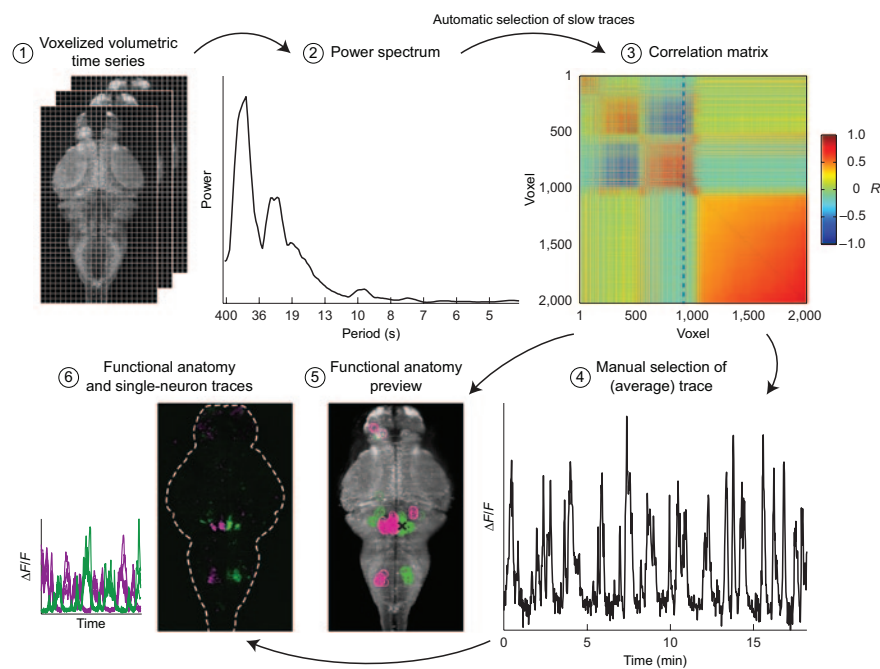 Automatic selection of slow traces
1 Voxelized volumetric
time series
2 Power spectrum
3 Correlation matrix
Power
400 36 19 13 10 8 7 6 5
Period (s)
Voxel
1
500
1,000
1,500
2,000
1 500 1,000 1,500 2,000
Voxel
1.0
0.5
0 R
–0.5
–1.0
6 Functional anatomy
and single-neuron traces
5 Functional anatomy
preview
4 Manual selection of
(average) trace
ΔF/F
Time
ΔF/F
0 5 10 15
Time (min)